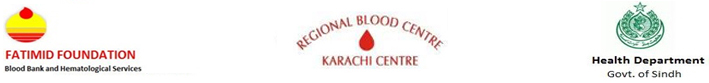 FATIMID FOUNDATION
Blood Bank and Hematological Services
REGIONAL BLOOD CENTRE
KARACHI CENTRE
Health Department
Govt. of Sindh